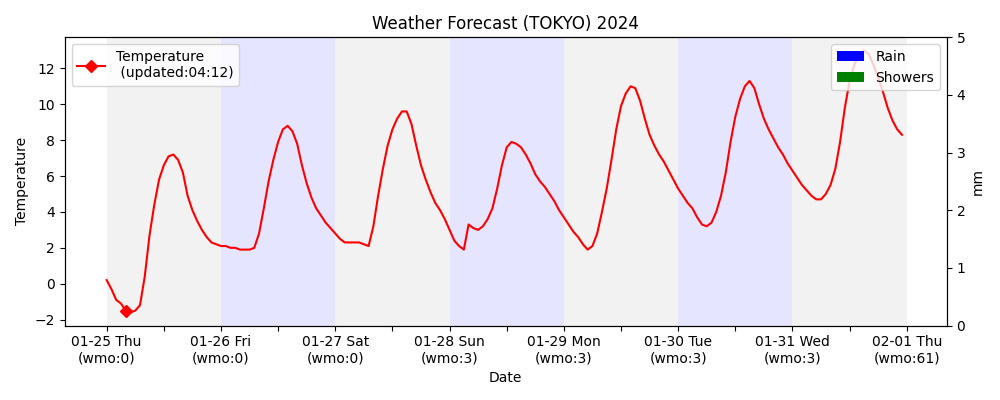 Weather Forecast (TOKYO) 2024
Temperature
(updated:04:12)
Rain
Showers
Temperature
12
10
8
6
4
2
0
−2
5
4
3
2
1
0
mm
01-25 Thu 01-26 Fri 01-27 Sat 01-28 Sun 01-29 Mon 01-30 Tue 01-31 Wed 02-01 Thu
(wmo:0) (wmo:0) (wmo:0) (wmo:3) (wmo:3) (wmo:3) (wmo:3) (wmo:61)
Date